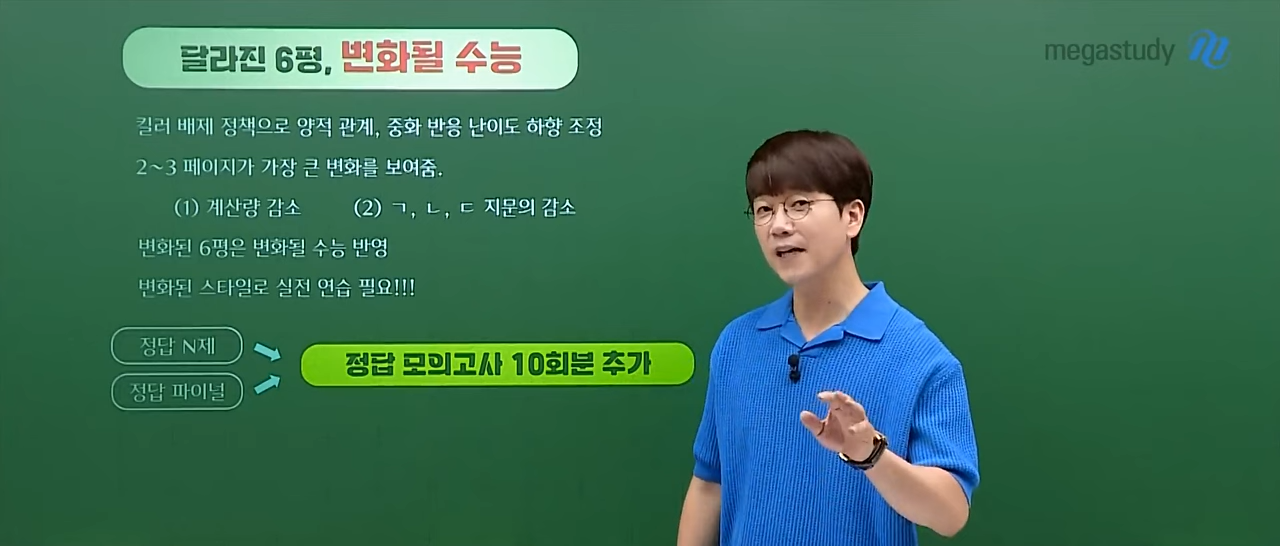 달라진 6평, 변화될 수능
megastudy
킬러 배제 정책으로 양적 관계, 중화 반응 난이도 하향 조정
2~3 페이지가 가장 큰 변화를 보여줌.
(1) 계산량 감소 (2) ㄱ, ㄴ, ㄷ 지문의 감소
변화된 6평은 변화될 수능 반영
변화된 스타일로 실전 연습 필요!!!
정답 N제
정답 모의고사 10회분 추가
정답 파이널